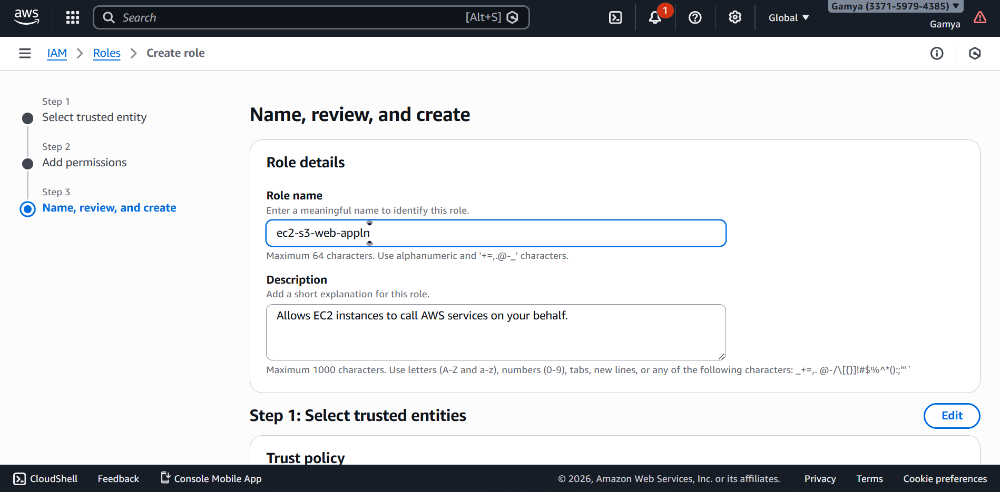 aws
Search [Alt+S]
1
Global
Gamya (3371-5979-4385)
Gamya
IAM
Roles
Create role
Step 1
Select trusted entity
Step 2
Add permissions
Step 3
Name, review, and create
Name, review, and create
Role details
Role name
Enter a meaningful name to identify this role.
ec2-s3-web-appln
Maximum 64 characters. Use alphanumeric and '+=,.@-_' characters.
Description
Add a short explanation for this role.
Allows EC2 instances to call AWS services on your behalf.
Maximum 1000 characters. Use letters (A-Z and a-z), numbers (0-9), tabs, new lines, or any of the following characters: _+=,. @-/\[{}]!#$%^*();:"'`
Step 1: Select trusted entities
Edit
Trust policy
CloudShell
Feedback
Console Mobile App
© 2026, Amazon Web Services, Inc. or its affiliates.
Privacy
Terms
Cookie preferences